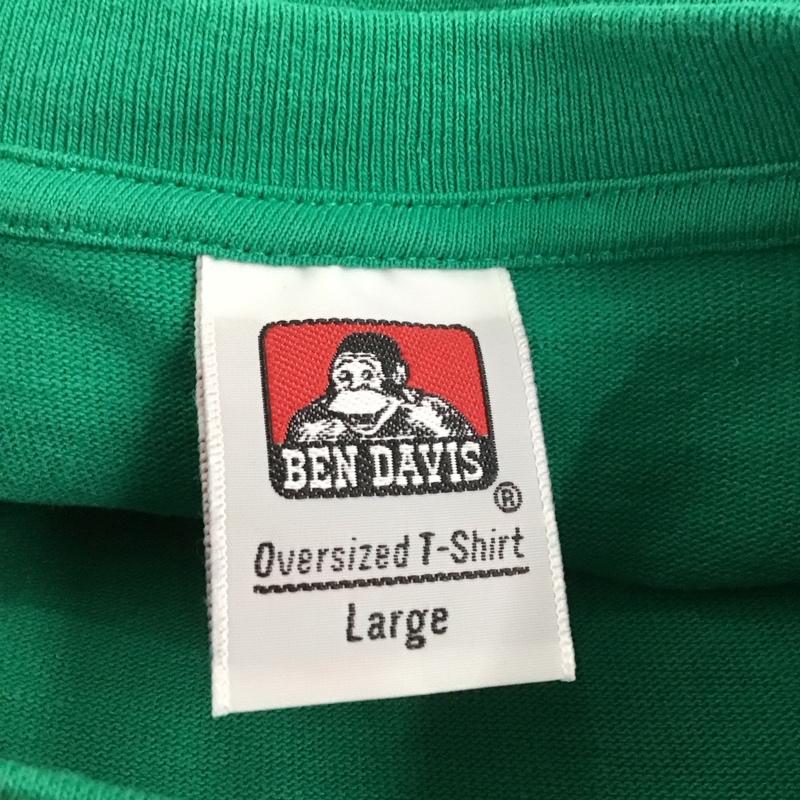 BEN DAVIS
®
Oversized T-Shirt
Large